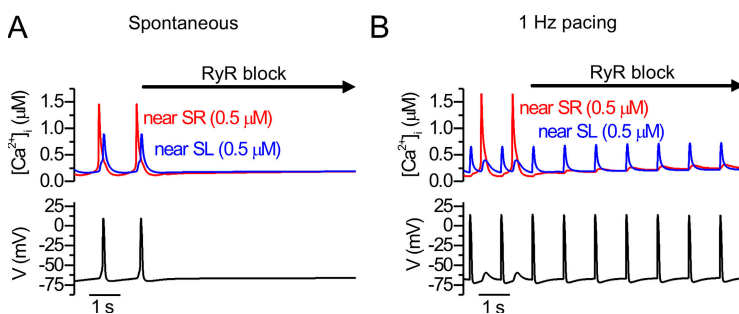 A
Spontaneous
RyR block
[Ca²⁺]ᵢ (μM)
1.5
1.0
0.5
0.0
near SR (0.5 μM)
near SL (0.5 μM)
V (mV)
25
0
-25
-50
-75
1 s
B
1 Hz pacing
RyR block
[Ca²⁺]ᵢ (μM)
1.5
1.0
0.5
0.0
near SR (0.5 μM)
near SL (0.5 μM)
V (mV)
25
0
-25
-50
-75
1 s